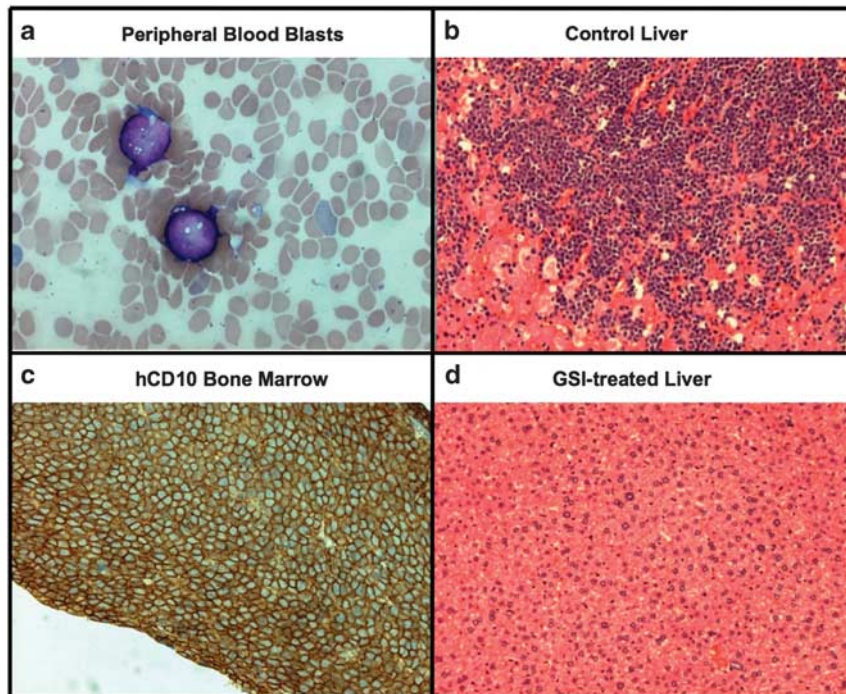 a Peripheral Blood Blasts
b Control Liver
c hCD10 Bone Marrow
d GSI-treated Liver